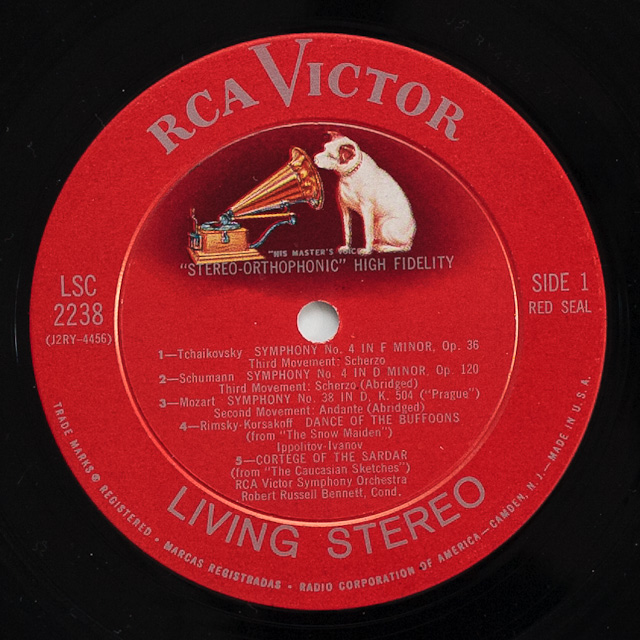 RCA VICTOR
"HIS MASTER'S VOICE"
"STEREO-ORTHOPHONIC" HIGH FIDELITY
LSC
2238
(J2RY-4456)
SIDE 1
RED SEAL
1—Tchaikovsky SYMPHONY No. 4 IN F MINOR, Op. 36
Third Movement: Scherzo
2—Schumann SYMPHONY No. 4 IN D MINOR, Op. 120
Third Movement: Scherzo (Abridged)
3—Mozart SYMPHONY No. 38 IN D, K. 504 ("Prague")
Second Movement: Andante (Abridged)
4—Rimsky-Korsakoff DANCE OF THE BUFFOONS
(from "The Snow Maiden")
Ippolitov-Ivanov
5—CORTEGE OF THE SARDAR
(from "The Caucasian Sketches")
RCA Victor Symphony Orchestra
Robert Russell Bennett, Cond.
LIVING STEREO
TRADE MARKS ® REGISTERED • MARCAS REGISTRADAS • RADIO CORPORATION OF AMERICA—CAMDEN, N. J.—MADE IN U.S.A.